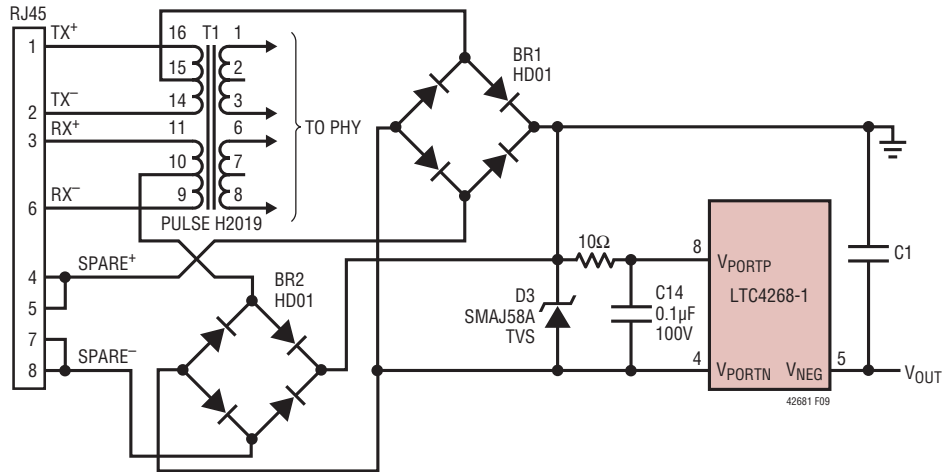 RJ45
1 TX+
2 TX–
3 RX+
6 RX–
4 SPARE+
5
7
8 SPARE–
16 T1 1
15 2
14 3
11 6
10 7
9 8
PULSE H2019
TO PHY
BR1
HD01
BR2
HD01
10Ω
D3
SMAJ58A
TVS
C14
0.1µF
100V
8 VPORTP
LTC4268-1
4 VPORTN VNEG 5
C1
VOUT
42681 F09